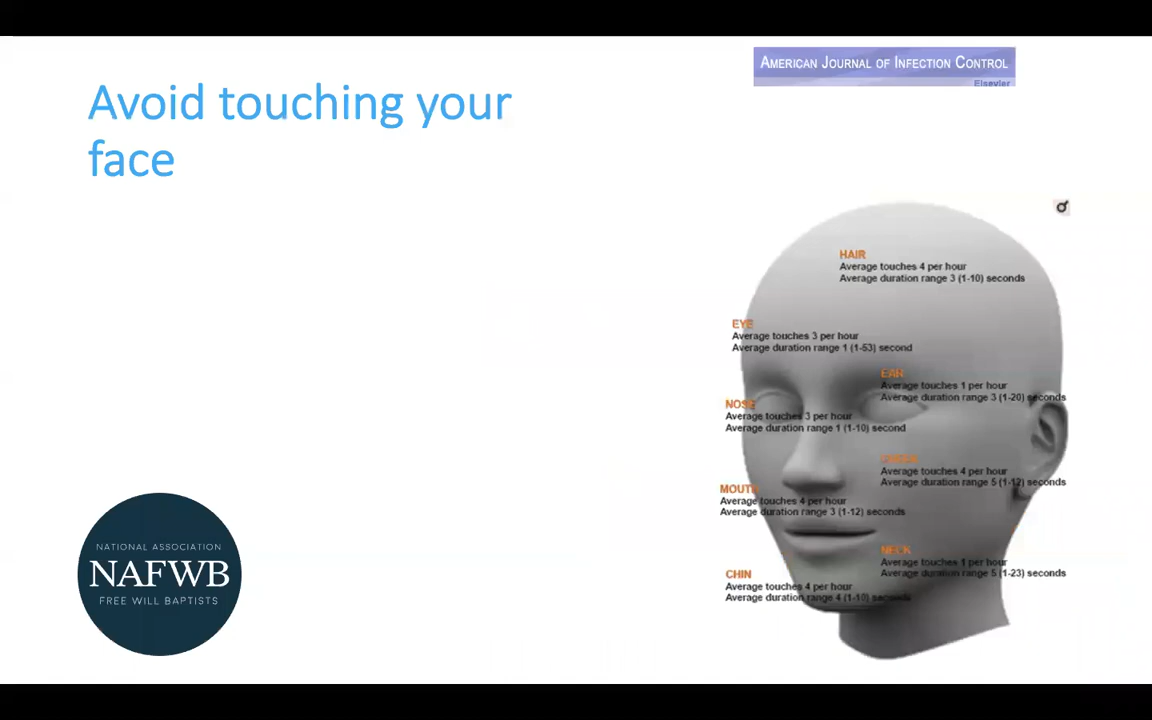 Avoid touching your
face
AMERICAN JOURNAL OF INFECTION CONTROL
Elsevier
HAIR
Average touches 4 per hour
Average duration range 3 (1-10) seconds
EYE
Average touches 3 per hour
Average duration range 1 (1-53) second
EAR
Average touches 1 per hour
Average duration range 3 (1-20) seconds
NOSE
Average touches 3 per hour
Average duration range 1 (1-10) second
CHEEK
Average touches 4 per hour
Average duration range 5 (1-12) seconds
MOUTH
Average touches 4 per hour
Average duration range 3 (1-12) seconds
NECK
Average touches 1 per hour
Average duration range 5 (1-23) seconds
CHIN
Average touches 4 per hour
Average duration range 4 (1-10) seconds
NATIONAL ASSOCIATION
NAFWB
FREE WILL BAPTISTS